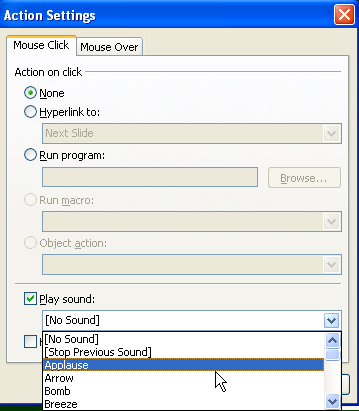 Action Settings
Mouse Click Mouse Over
Action on click
None
Hyperlink to:
Next Slide
Run program:
Browse...
Run macro:
Object action:
Play sound:
[No Sound]
[No Sound]
[Stop Previous Sound]
Applause
Arrow
Bomb
Breeze